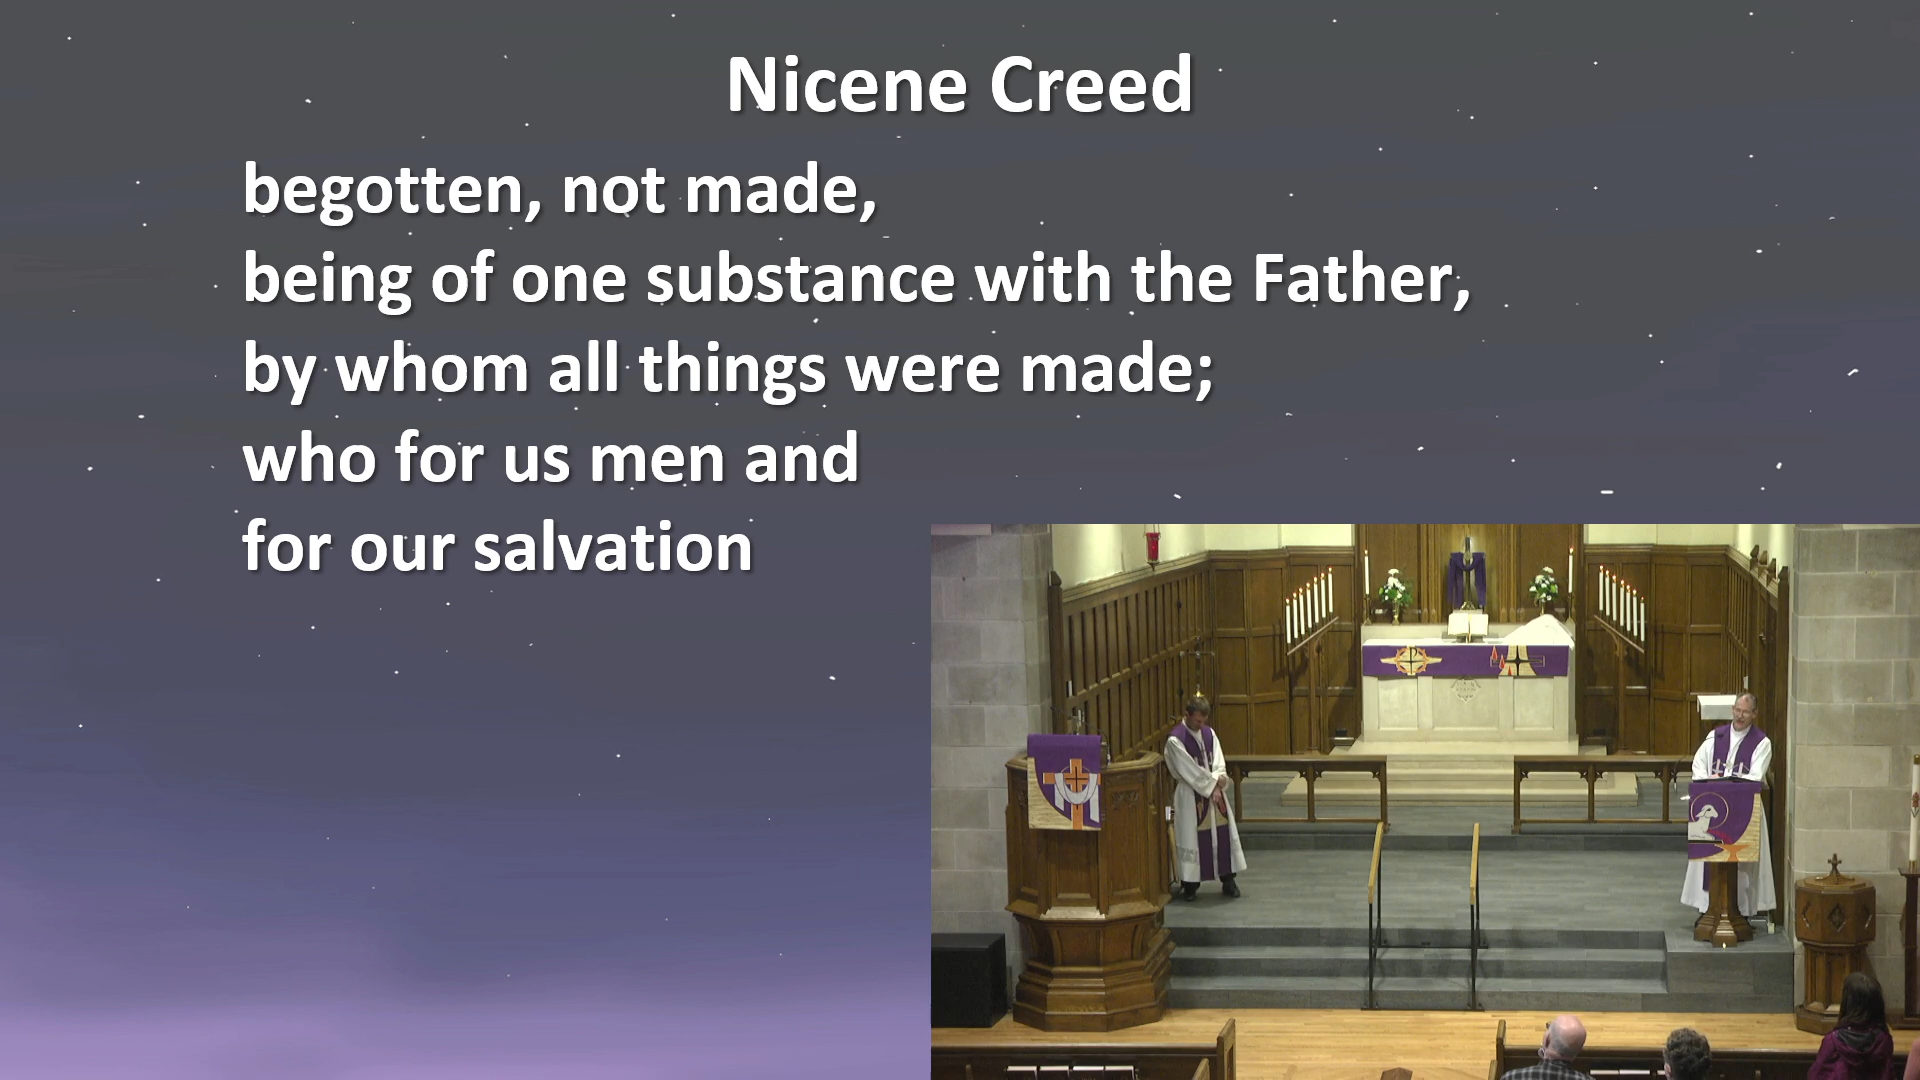 Nicene Creed
begotten, not made,
being of one substance with the Father,
by whom all things were made;
who for us men and
for our salvation